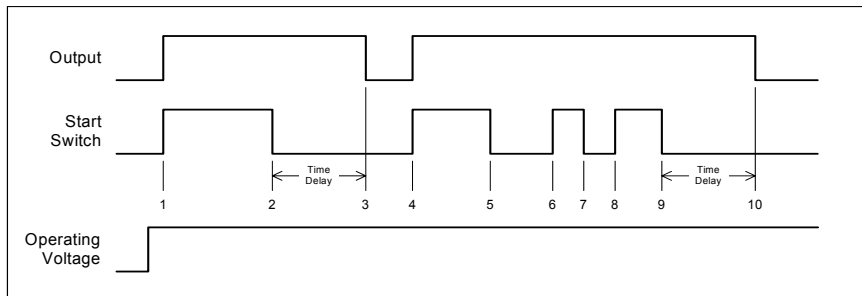 Output
Start
Switch
Time
Delay
Time
Delay
1 2 3 4 5 6 7 8 9 10
Operating
Voltage